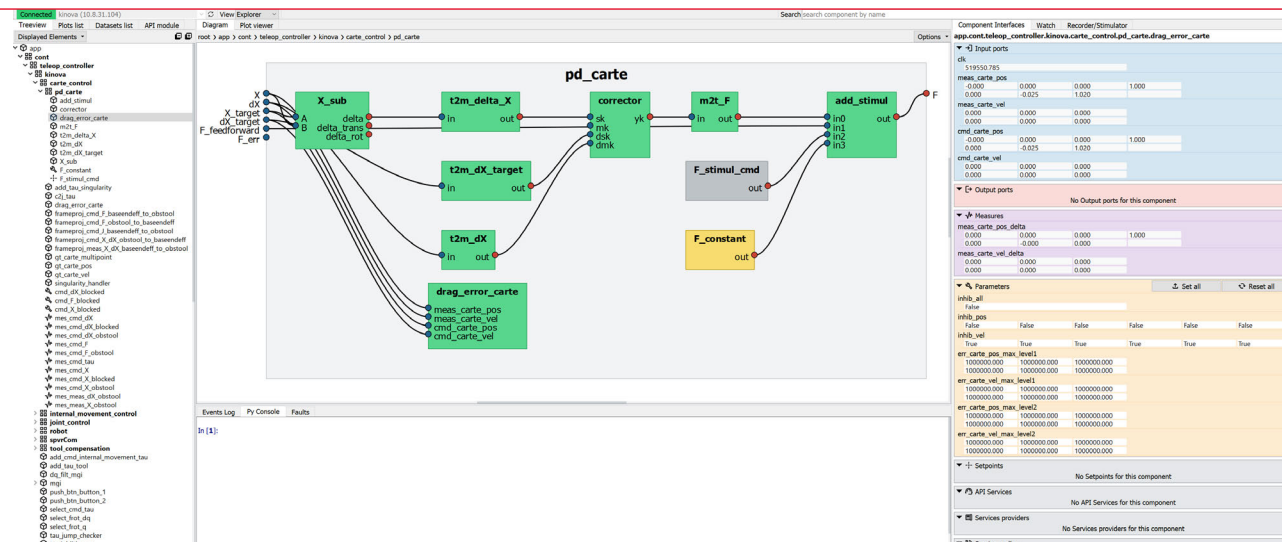 Connected kinova (10.8.31.104) View Explorer Search search component by name
Treeview Plots list Datasets list API module
Displayed Elements
app
cont
teleop_controller
kinova
carte_control
pd_carte
add_stimul
corrector
drag_error_carte
m2t_F
t2m_delta_X
t2m_dX
t2m_dX_target
X_sub
F_constant
F_stimul_cmd
add_tau_singularity
c2j_tau
drag_error_carte
frameproj_cmd_F_baseendeff_to_obstool
frameproj_cmd_F_obstool_to_baseendeff
frameproj_cmd_J_baseendeff_to_obstool
frameproj_cmd_X_dX_obstool_to_baseendeff
frameproj_meas_X_dX_baseendeff_to_obstool
qt_carte_multipoint
qt_carte_pos
qt_carte_vel
singularity_handler
cmd_dX_blocked
cmd_F_blocked
cmd_X_blocked
mes_cmd_dX
mes_cmd_dX_blocked
mes_cmd_dX_obstool
mes_cmd_F
mes_cmd_F_obstool
mes_cmd_tau
mes_cmd_X
mes_cmd_X_blocked
mes_cmd_X_obstool
mes_meas_dX_obstool
mes_meas_X_obstool
internal_movement_control
joint_control
robot
spvrCom
tool_compensation
add_cmd_internal_movement_tau
add_tau_tool
dq_filt_mqi
mgi
push_btn_button_1
push_btn_button_2
select_cmd_tau
select_frot_dq
select_frot_q
tau_jump_checker
Diagram Plot viewer
root > app > cont > teleop_controller > kinova > carte_control > pd_carte Options
pd_carte
X
dX
X_target
dX_target
F_feedforward
F_err
X_sub
A delta
B delta_trans
delta_rot
t2m_delta_X
in out
corrector
sk yk
mk
dsk
dmk
m2t_F
in out
add_stimul
in0 out
in1
in2
in3
F
t2m_dX_target
in out
F_stimul_cmd
out
t2m_dX
in out
F_constant
out
drag_error_carte
meas_carte_pos
meas_carte_vel
cmd_carte_pos
cmd_carte_vel
Events Log Py Console Faults
In [1]:
Component Interfaces Watch Recorder/Stimulator
app.cont.teleop_controller.kinova.carte_control.pd_carte.drag_error_carte
Input ports
clk
519550.785
meas_carte_pos
-0.000 0.000 0.000 1.000
0.000 -0.025 1.020
meas_carte_vel
0.000 0.000 0.000
0.000 0.000 0.000
cmd_carte_pos
-0.000 0.000 0.000 1.000
0.000 -0.025 1.020
cmd_carte_vel
0.000 0.000 0.000
0.000 0.000 0.000
Output ports
No Output ports for this component
Measures
meas_carte_pos_delta
0.000 0.000 0.000 1.000
0.000 -0.000 0.000
meas_carte_vel_delta
0.000 0.000 0.000
0.000 0.000 0.000
Parameters Set all Reset all
inhib_all
False
inhib_pos
False False False False False False
inhib_vel
True True True True True True
err_carte_pos_max_level1
1000000.000 1000000.000 1000000.000
1000000.000 1000000.000 1000000.000
err_carte_vel_max_level1
1000000.000 1000000.000 1000000.000
1000000.000 1000000.000 1000000.000
err_carte_pos_max_level2
1000000.000 1000000.000 1000000.000
1000000.000 1000000.000 1000000.000
err_carte_vel_max_level2
1000000.000 1000000.000 1000000.000
1000000.000 1000000.000 1000000.000
Setpoints
No Setpoints for this component
API Services
No API Services for this component
Services providers
No Services providers for this component